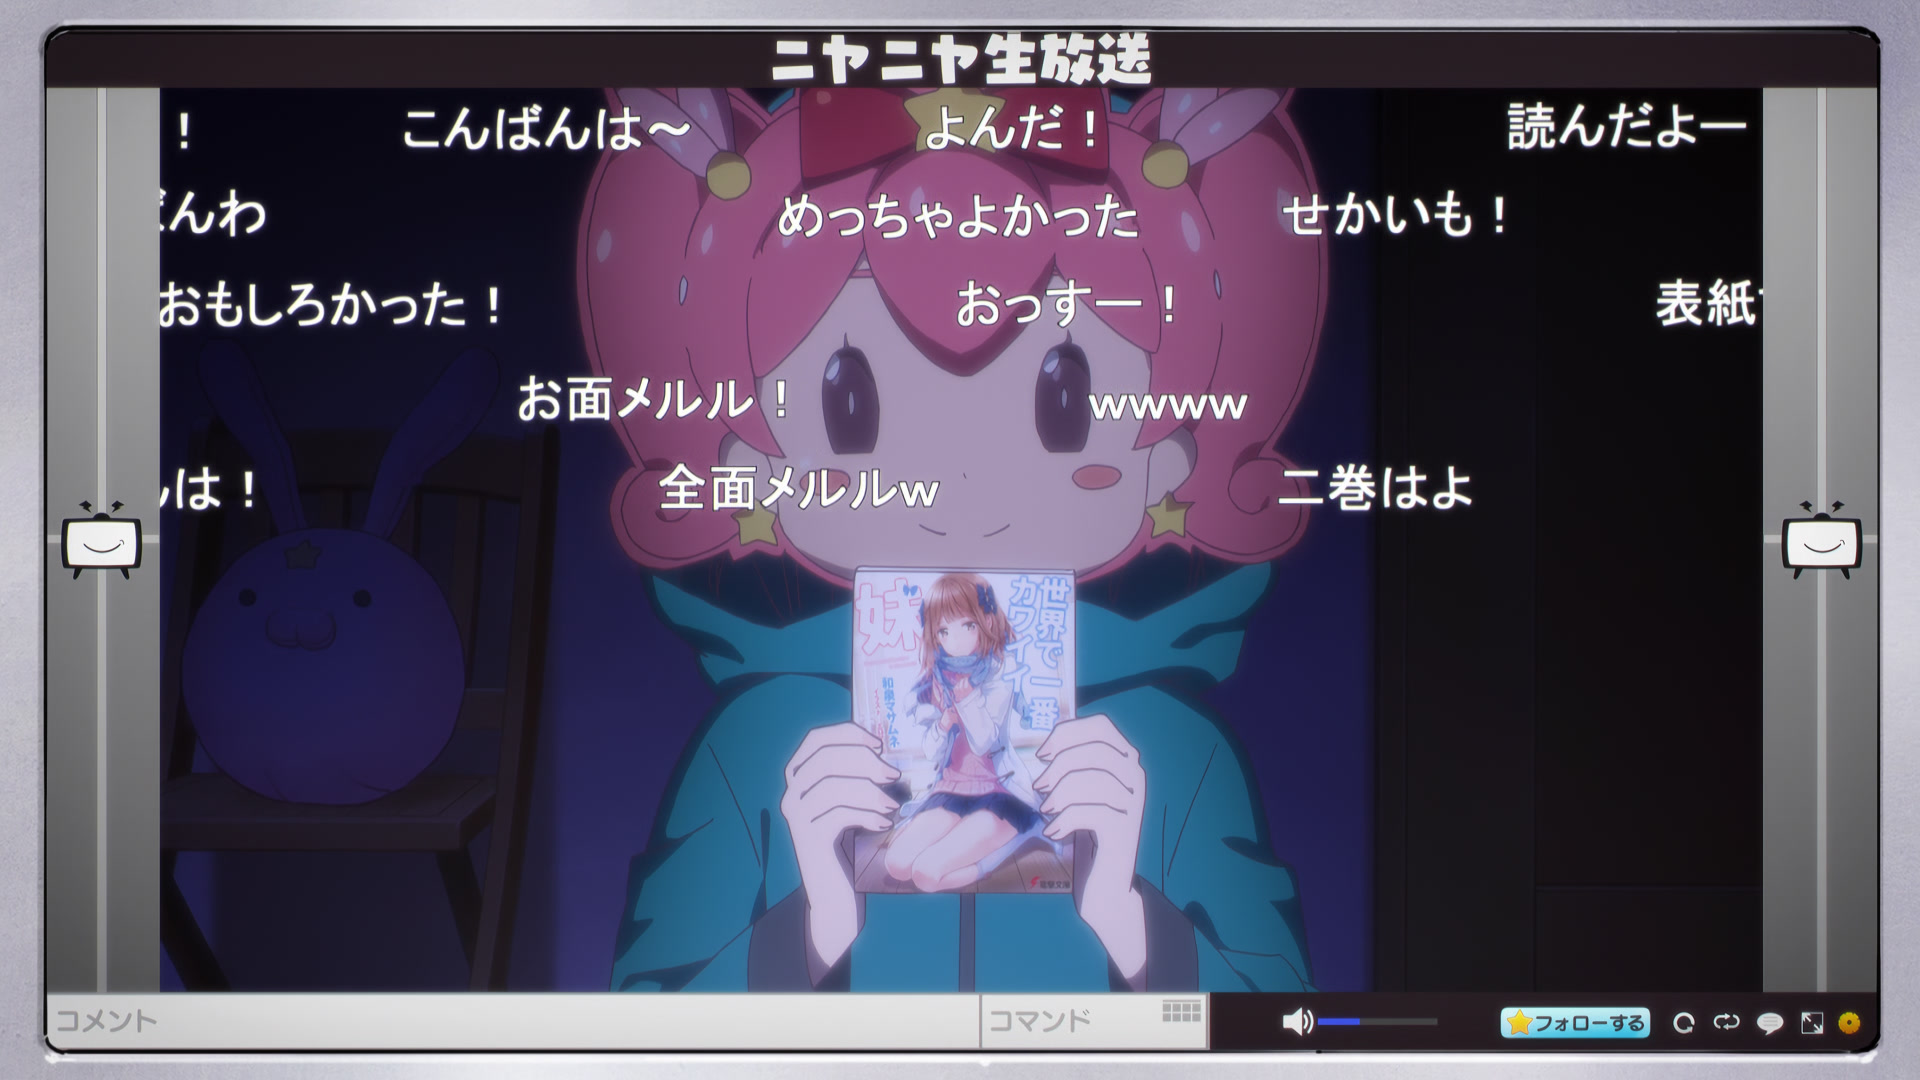 ニヤニヤ生放送
！ こんばんは～ よんだ！ 読んだよー
ばんわ めっちゃよかった せかいも！
おもしろかった！ おっすー！ 表紙
お面メルル！ wwww
は！ 全面メルルw 二巻はよ
世界で一番
カワイイ
妹
和泉マサムネ
電撃文庫
コメント
コマンド
フォローする